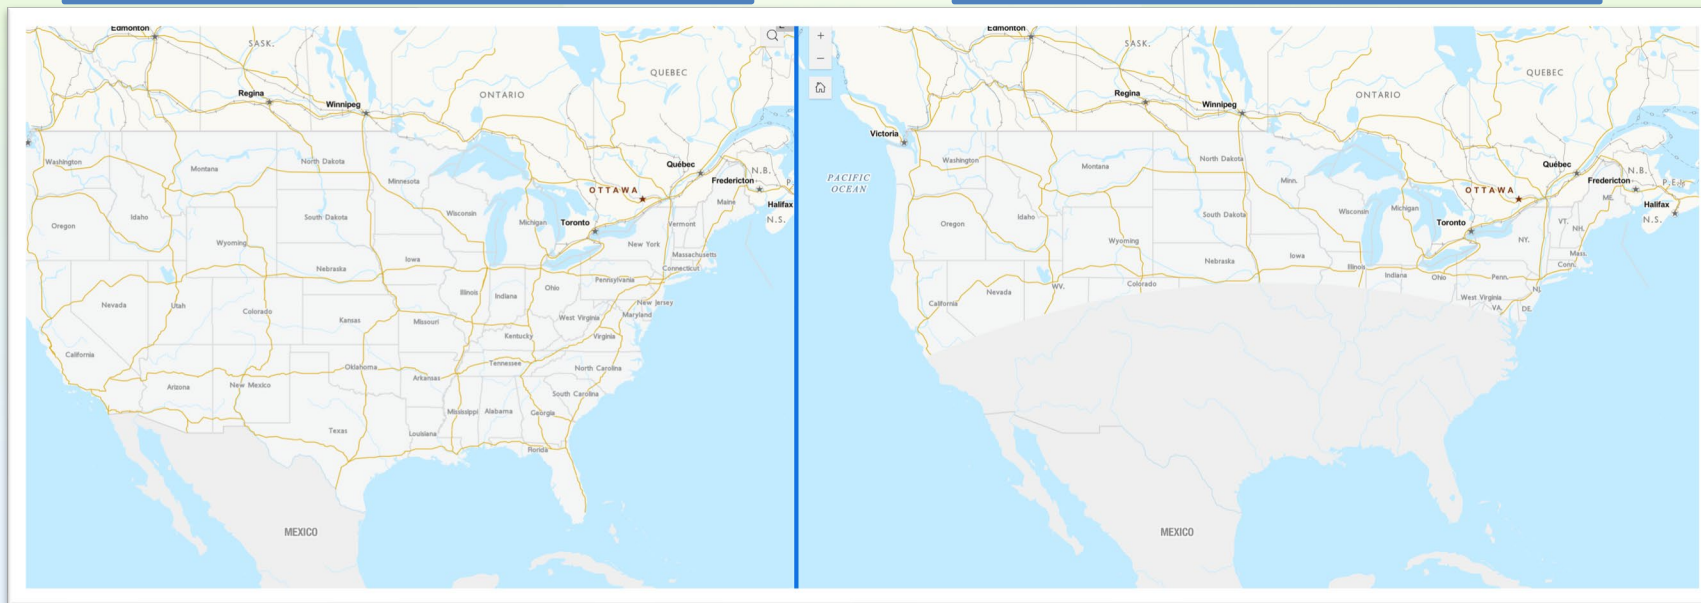 Edmonton
SASK.
QUEBEC
Regina
ONTARIO
Winnipeg
Washington
North Dakota
Montana
Québec
N.B.
Minnesota
Fredericton
P.
OTTAWA
Maine
Halifax
Idaho
South Dakota
Wisconsin
Michigan
Toronto
N.S.
Oregon
Vermont
Wyoming
New York
Massachusetts
Iowa
Nebraska
Connecticut
Pennsylvania
Ohio
Illinois
Indiana
Nevada
Utah
New Jersey
Colorado
Maryland
Kansas
Missouri
West Virginia
Kentucky
Virginia
California
Tennessee
Oklahoma
North Carolina
Arkansas
Arizona
New Mexico
South Carolina
Mississippi
Alabama
Georgia
Texas
Louisiana
Florida
MEXICO
+
−
Edmonton
SASK.
QUEBEC
Regina
ONTARIO
Winnipeg
Victoria
Washington
North Dakota
Montana
Québec
N.B.
PACIFIC
OCEAN
Minn.
Fredericton
P.E.I.
OTTAWA
ME.
Halifax
Idaho
South Dakota
Wisconsin
Michigan
Toronto
N.S.
Oregon
VT.
NH.
Wyoming
NY.
Mass.
Iowa
Nebraska
Conn.
Illinois
Indiana
Ohio
Penn.
WV.
Colorado
Nevada
NJ.
West Virginia
California
VA.
DE.
MEXICO